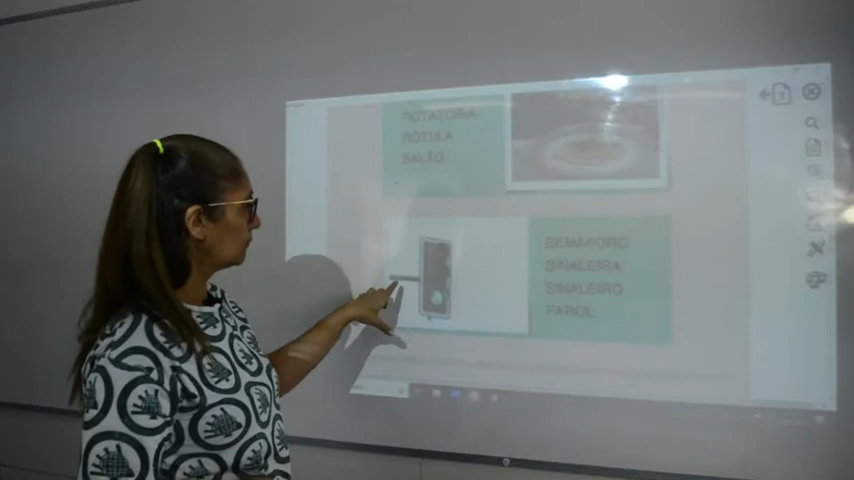 ROTATÓRIA
RÓTULA
BALÃO
SEMÁFORO
SINALEIRA
SINALEIRO
FAROL